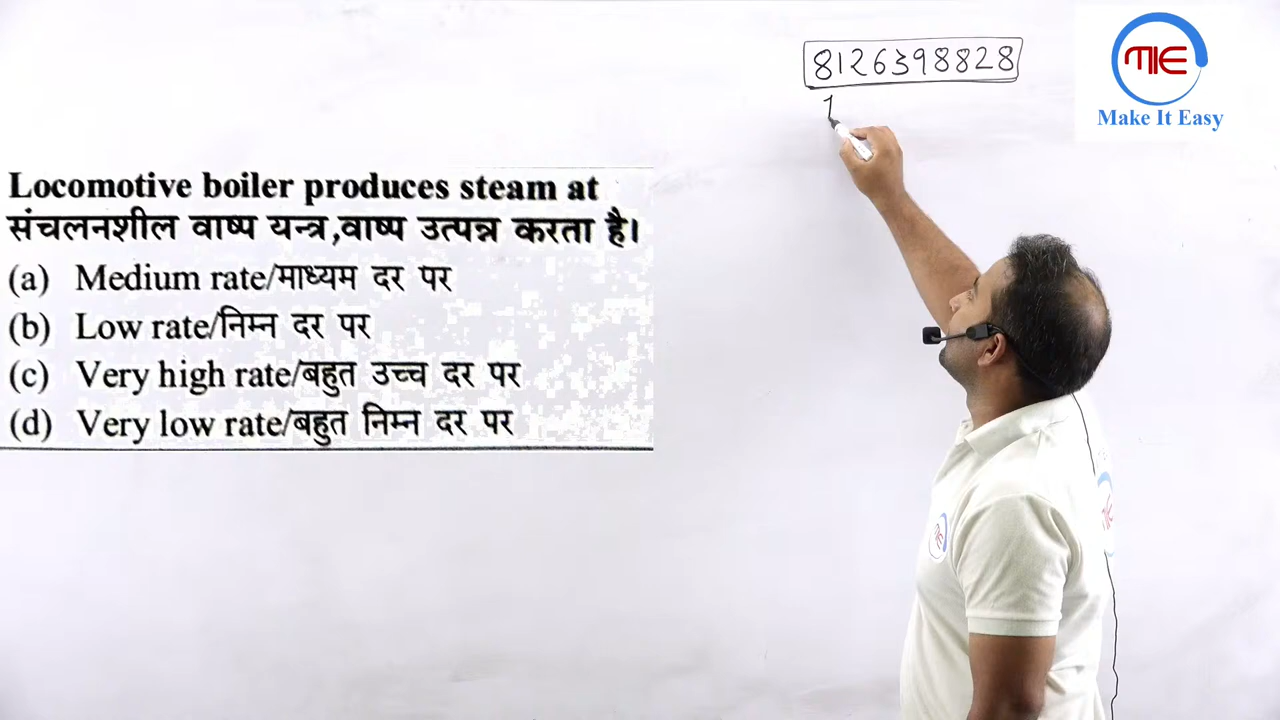 8126398828
1
MIE
Make It Easy
Locomotive boiler produces steam at
संचलनशील वाष्प यन्त्र,वाष्प उत्पन्न करता है।
(a) Medium rate/माध्यम दर पर
(b) Low rate/निम्न दर पर
(c) Very high rate/बहुत उच्च दर पर
(d) Very low rate/बहुत निम्न दर पर